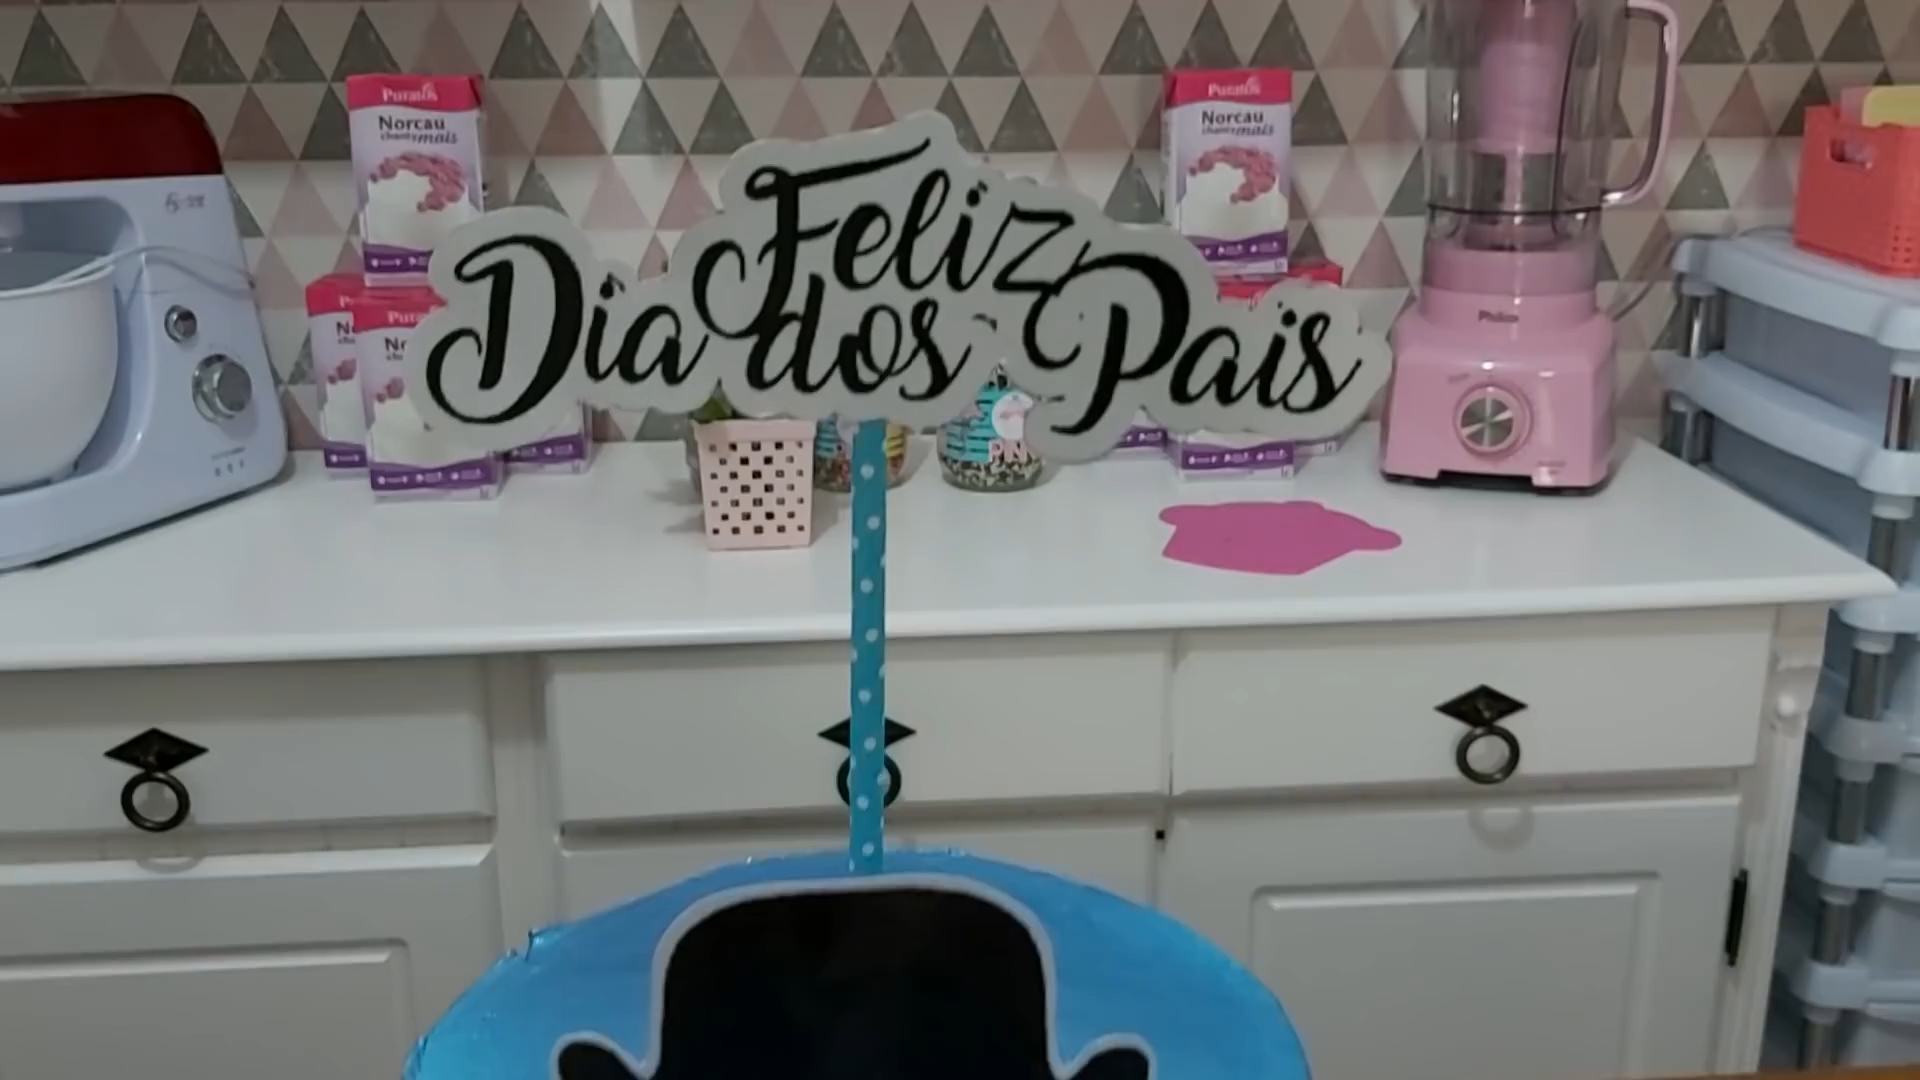 Feliz
Dia dos Pais
Puratos
Norcau
chantymais
Puratos
Norcau
chantymais
Philco